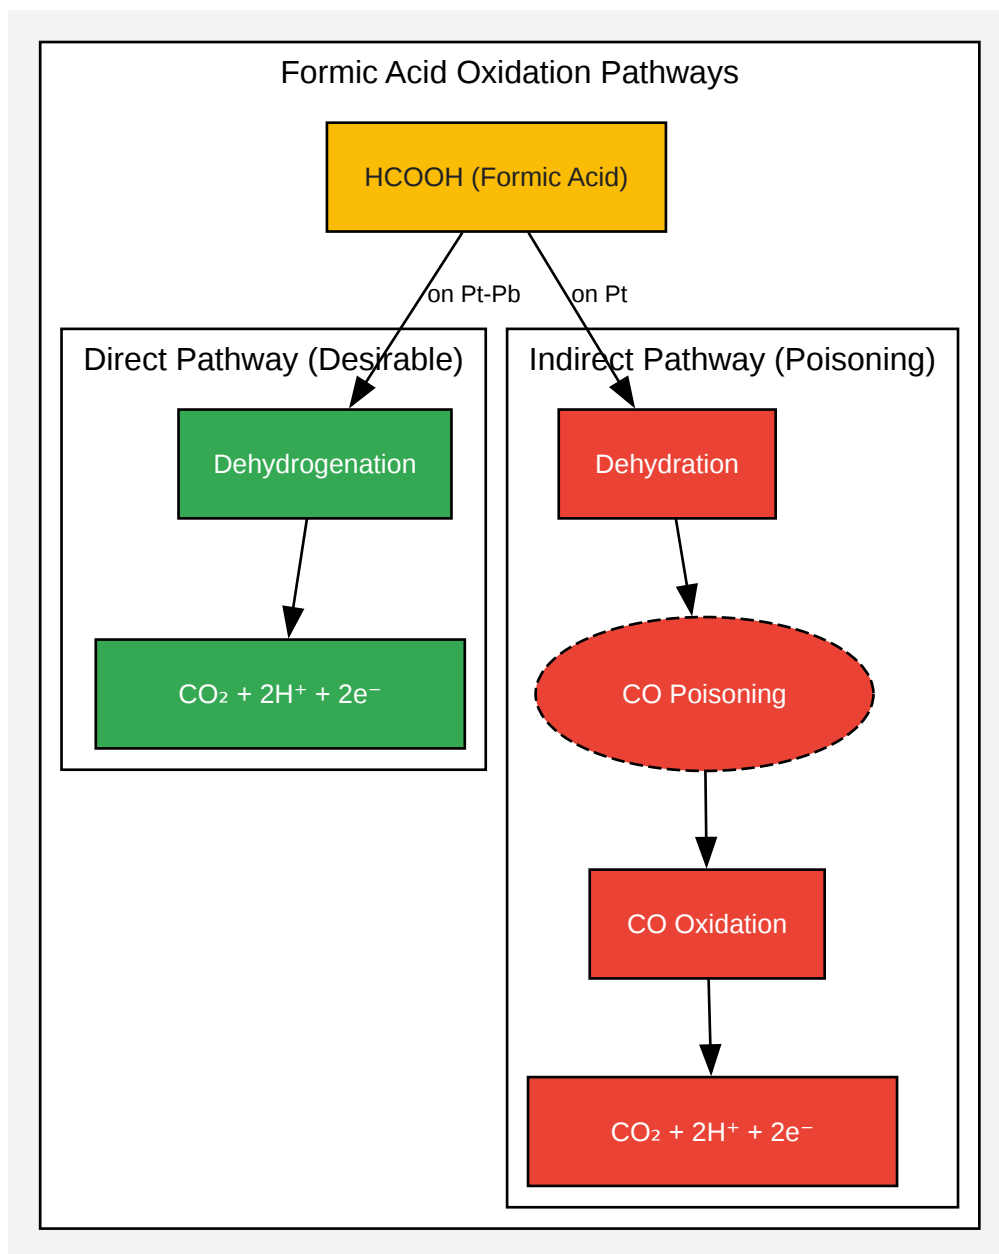 Formic Acid Oxidation Pathways
HCOOH (Formic Acid)
on Pt-Pb
on Pt
Direct Pathway (Desirable)
Indirect Pathway (Poisoning)
Dehydrogenation
Dehydration
CO₂ + 2H⁺ + 2e⁻
CO Poisoning
CO Oxidation
CO₂ + 2H⁺ + 2e⁻